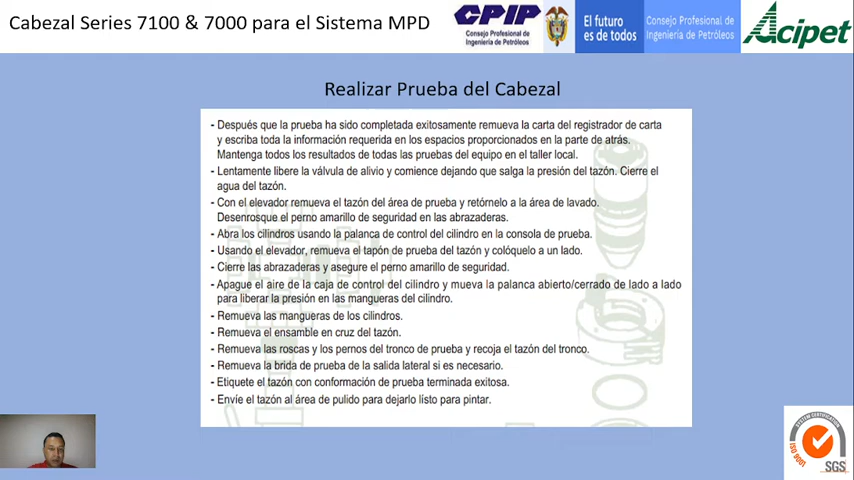 Cabezal Series 7100 & 7000 para el Sistema MPD
CPIP
Consejo Profesional de
Ingeniería de Petróleos
El futuro
es de todos
Consejo Profesional de
Ingeniería de Petróleos
Acipet
Realizar Prueba del Cabezal
- Después que la prueba ha sido completada exitosamente remueva la carta del registrador de carta
y escriba toda la información requerida en los espacios proporcionados en la parte de atrás.
Mantenga todos los resultados de todas las pruebas del equipo en el taller local.
- Lentamente libere la válvula de alivio y comience dejando que salga la presión del tazón. Cierre el
agua del tazón.
- Con el elevador remueva el tazón del área de prueba y retórnelo a la área de lavado.
Desenrosque el perno amarillo de seguridad en las abrazaderas.
- Abra los cilindros usando la palanca de control del cilindro en la consola de prueba.
- Usando el elevador, remueva el tapón de prueba del tazón y colóquelo a un lado.
- Cierre las abrazaderas y asegure el perno amarillo de seguridad.
- Apague el aire de la caja de control del cilindro y mueva la palanca abierto/cerrado de lado a lado
para liberar la presión en las mangueras del cilindro.
- Remueva las mangueras de los cilindros.
- Remueva el ensamble en cruz del tazón.
- Remueva las roscas y los pernos del tronco de prueba y recoja el tazón del tronco.
- Remueva la brida de prueba de la salida lateral si es necesario.
- Etiquete el tazón con conformación de prueba terminada exitosa.
- Envíe el tazón al área de pulido para dejarlo listo para pintar.
SYSTEM CERTIFICATION
ISO 9001
SGS